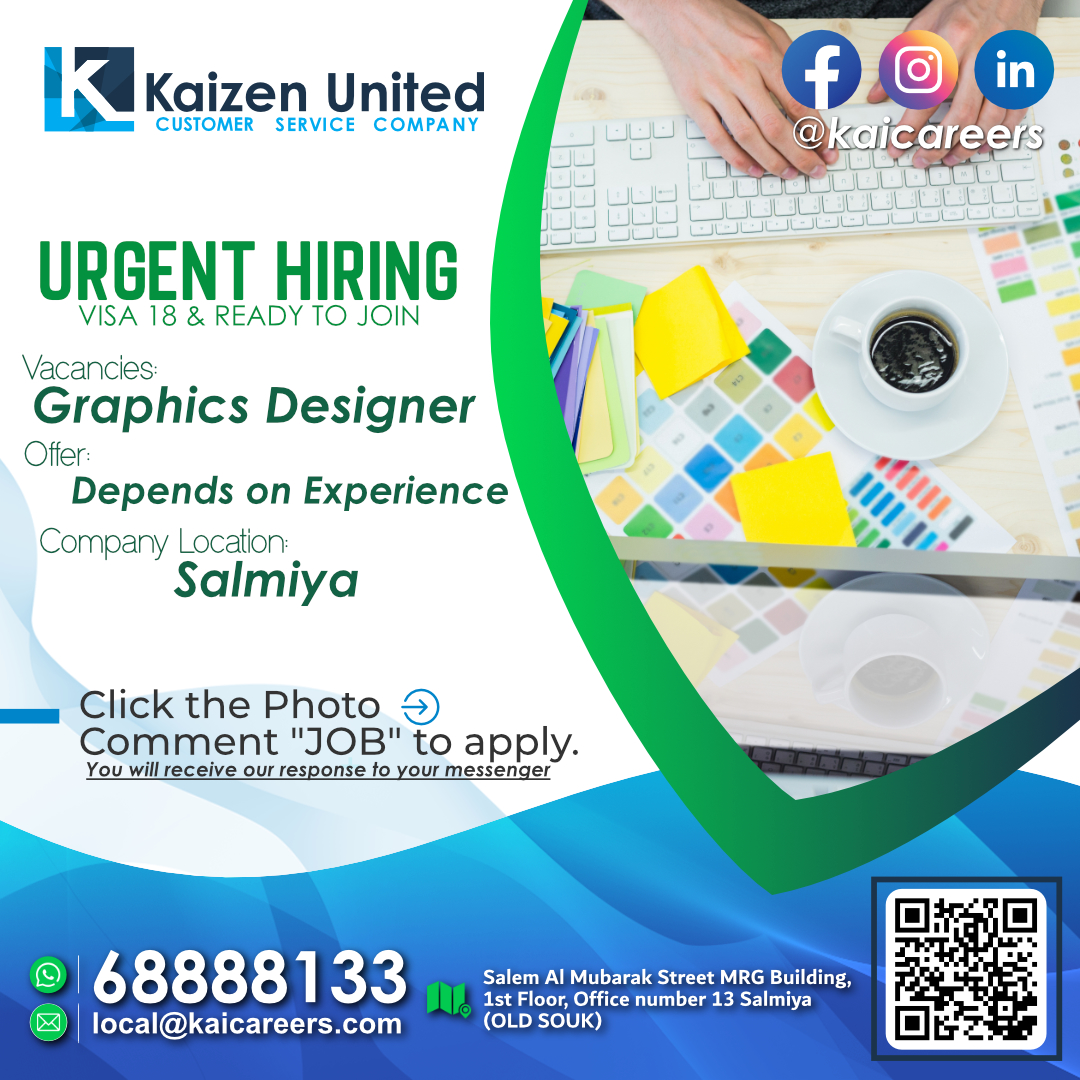 Kaizen United
CUSTOMER SERVICE COMPANY
@kaicareers
URGENT HIRING
VISA 18 & READY TO JOIN
Vacancies:
Graphics Designer
Offer:
Depends on Experience
Company Location:
Salmiya
Click the Photo
Comment "JOB" to apply.
You will receive our response to your messenger
68888133
local@kaicareers.com
Salem Al Mubarak Street MRG Building,
1st Floor, Office number 13 Salmiya
(OLD SOUK)